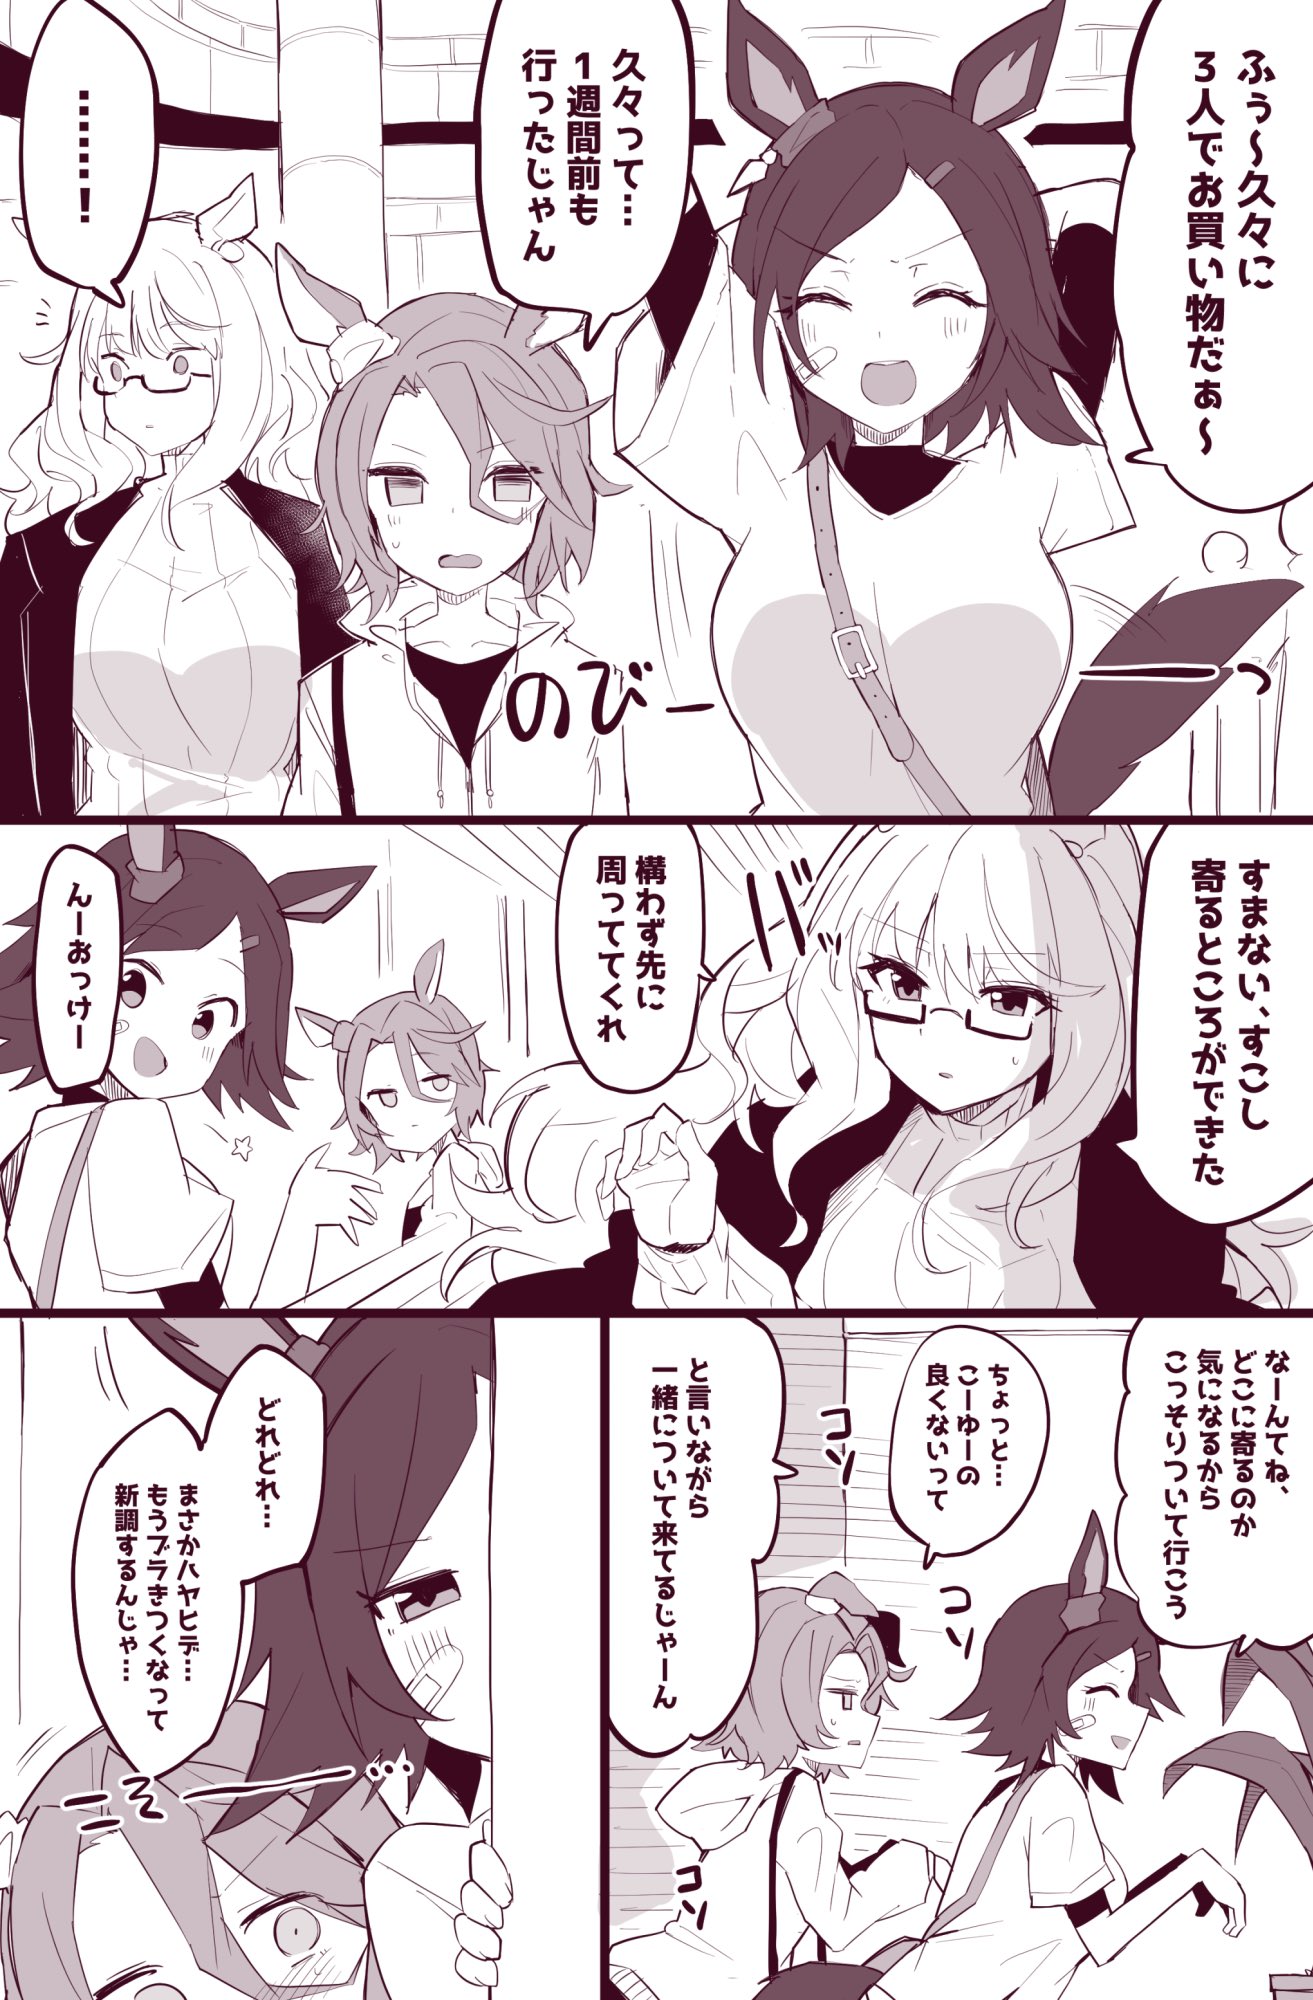 ふぅ〜久々に
3人でお買い物だぁ〜
久々って…
1週間前も
行ったじゃん
……！
のびーーっ
すまない、すこし
寄るところができた
バッ
構わず先に
周っててくれ
んーおっけー
なーんてね、
どこに寄るのか
気になるから
こっそりついて行こう
ちょっと…
こーゆーの
良くないって
コソ
コソ
と言いながら
一緒について来てるじゃーん
コソ
どれどれ…
まさかハヤヒデ…
もうブラきつくなって
新調するんじゃ…
そーー…